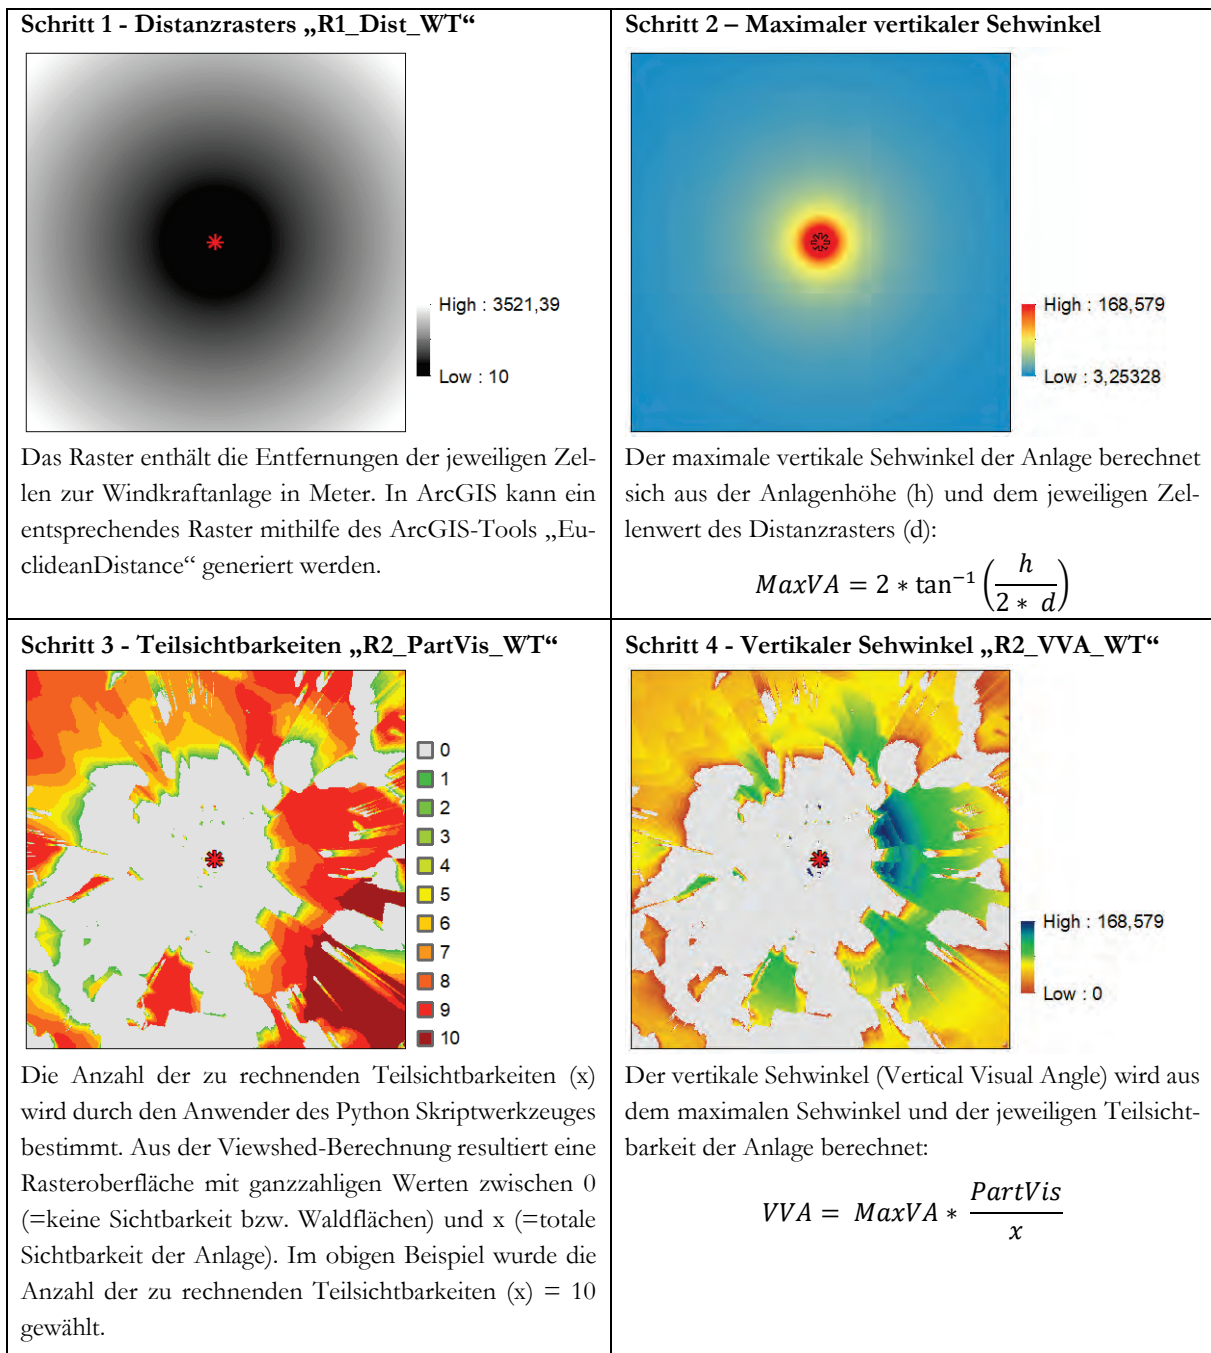 Schritt 1 - Distanzrasters „R1_Dist_WT“
High : 3521,39
Low : 10
Das Raster enthält die Entfernungen der jeweiligen Zel-
len zur Windkraftanlage in Meter. In ArcGIS kann ein
entsprechendes Raster mithilfe des ArcGIS-Tools „Eu-
clideanDistance“ generiert werden.
Schritt 2 – Maximaler vertikaler Sehwinkel
High : 168,579
Low : 3,25328
Der maximale vertikale Sehwinkel der Anlage berechnet
sich aus der Anlagenhöhe (h) und dem jeweiligen Zel-
lenwert des Distanzrasters (d):
MaxVA = 2 * tan⁻¹ (h / (2 * d))
Schritt 3 - Teilsichtbarkeiten „R2_PartVis_WT“
0
1
2
3
4
5
6
7
8
9
10
Die Anzahl der zu rechnenden Teilsichtbarkeiten (x)
wird durch den Anwender des Python Skriptwerkzeuges
bestimmt. Aus der Viewshed-Berechnung resultiert eine
Rasteroberfläche mit ganzzahligen Werten zwischen 0
(=keine Sichtbarkeit bzw. Waldflächen) und x (=totale
Sichtbarkeit der Anlage). Im obigen Beispiel wurde die
Anzahl der zu rechnenden Teilsichtbarkeiten (x) = 10
gewählt.
Schritt 4 - Vertikaler Sehwinkel „R2_VVA_WT“
High : 168,579
Low : 0
Der vertikale Sehwinkel (Vertical Visual Angle) wird aus
dem maximalen Sehwinkel und der jeweiligen Teilsicht-
barkeit der Anlage berechnet:
VVA = MaxVA * PartVis / x